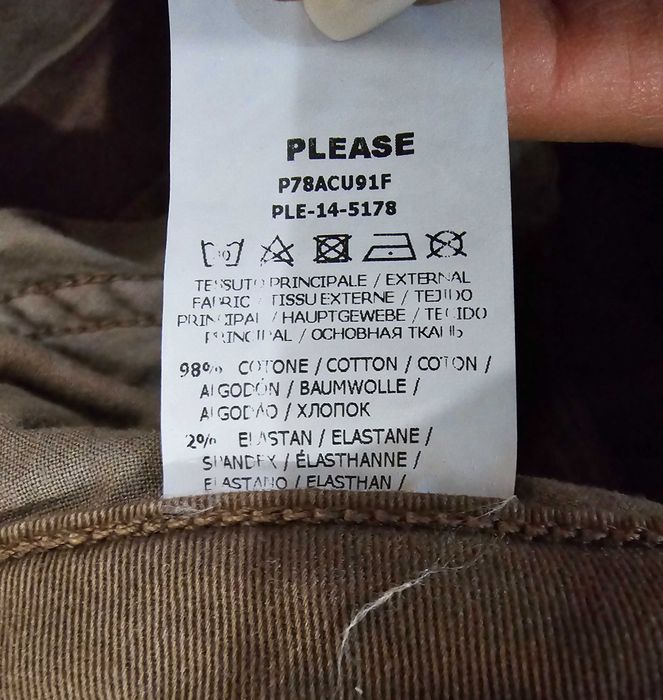 PLEASE
P78ACU91F
PLE-14-5178
30
TESSUTO PRINCIPALE / EXTERNAL
FABRIC / TISSU EXTERNE / TEJIDO
PRINCIPAL / HAUPTGEWEBE / TECIDO
PRINCIPAL / ОСНОВНАЯ ТКАНЬ
98% COTONE / COTTON / COTON /
ALGODÓN / BAUMWOLLE /
ALGODÃO / ХЛОПОК
2% ELASTAN / ELASTANE /
SPANDEX / ÉLASTHANNE /
ELASTANO / ELASTHAN /